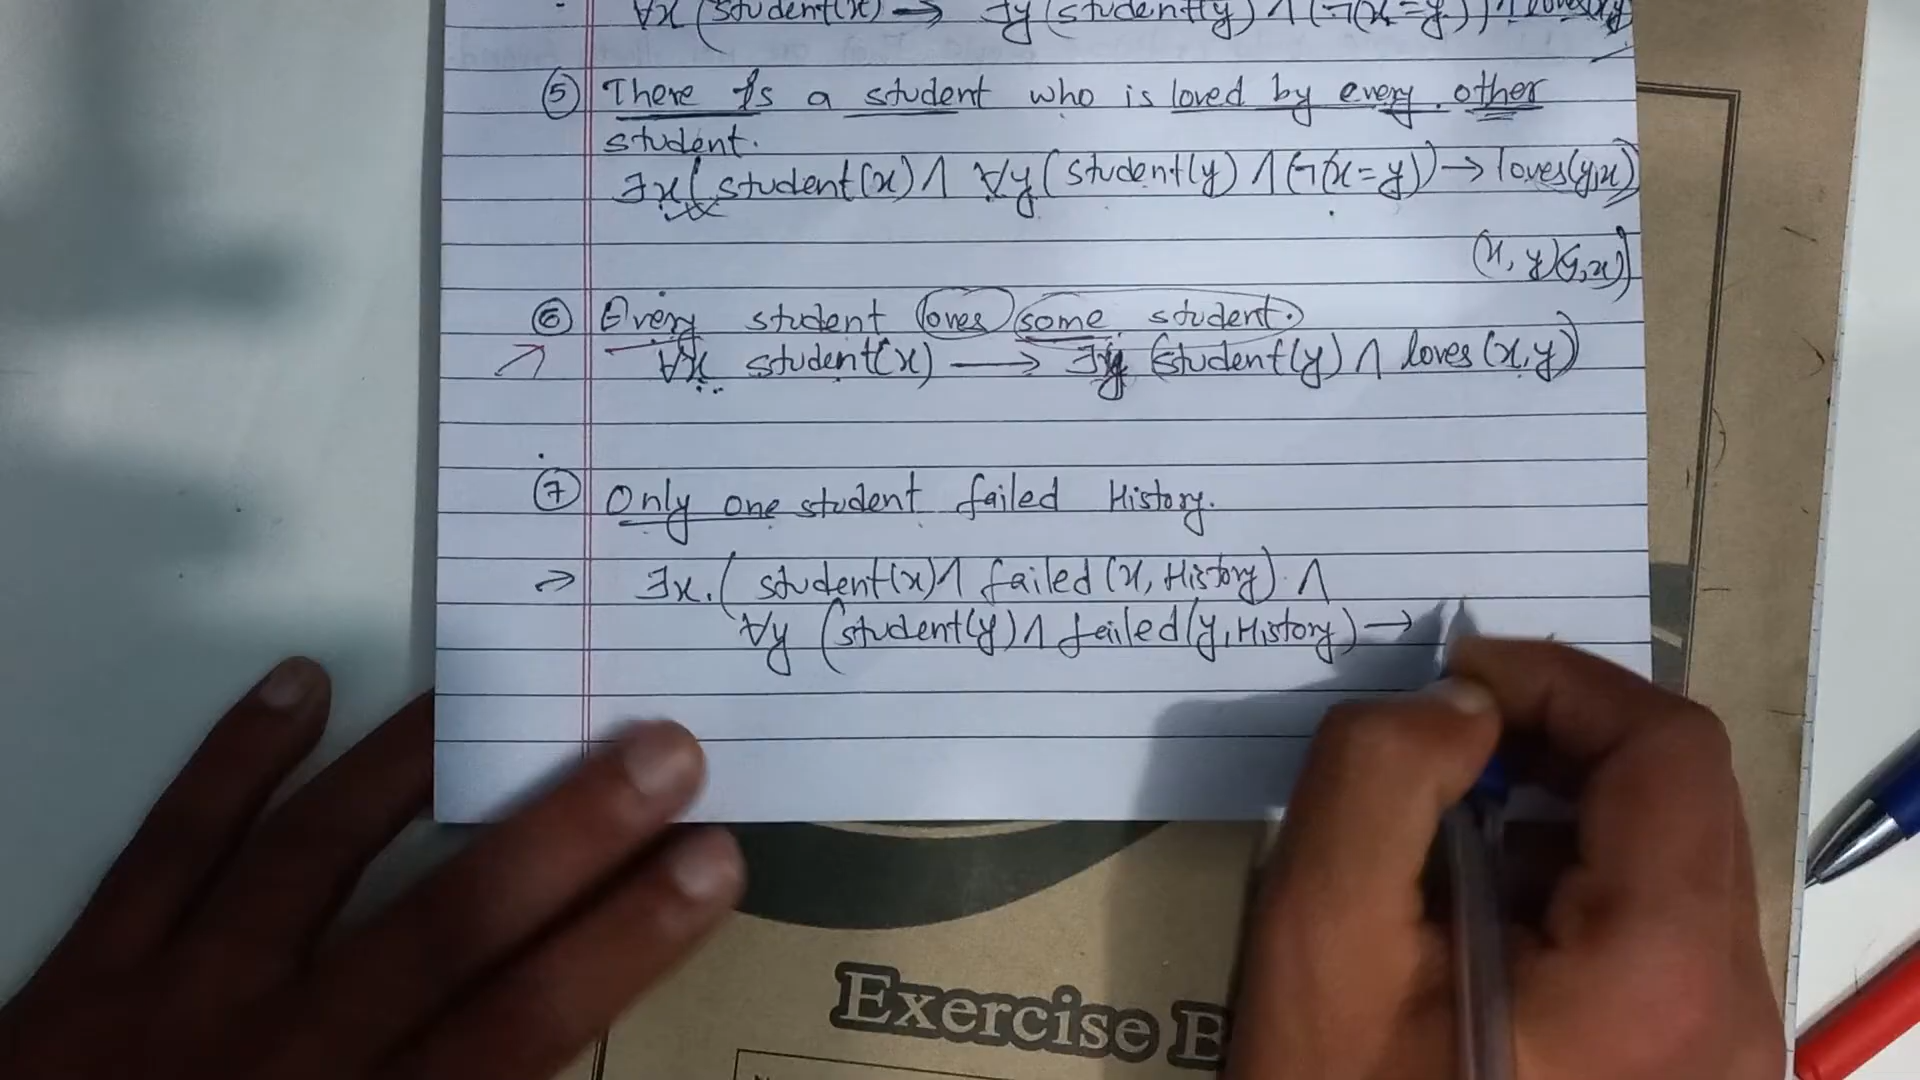 ∀x (student(x) → ∃y (student(y) ∧ (¬(x=y)) ∧ loves(x,y)
⑤ There Is a student who is loved by every other
student.
∃x (student(x) ∧ ∀y (student(y) ∧ (¬(x=y)) → loves(y,x)
(x, y)(y,x)
⑥ Every student loves some student.
∀x student(x) → ∃y (student(y) ∧ loves(x,y)
⑦ Only one student failed History.
⇒ ∃x. (student(x) ∧ failed (x, History) ∧
∀y (student(y) ∧ failed (y, History) →
Exercise